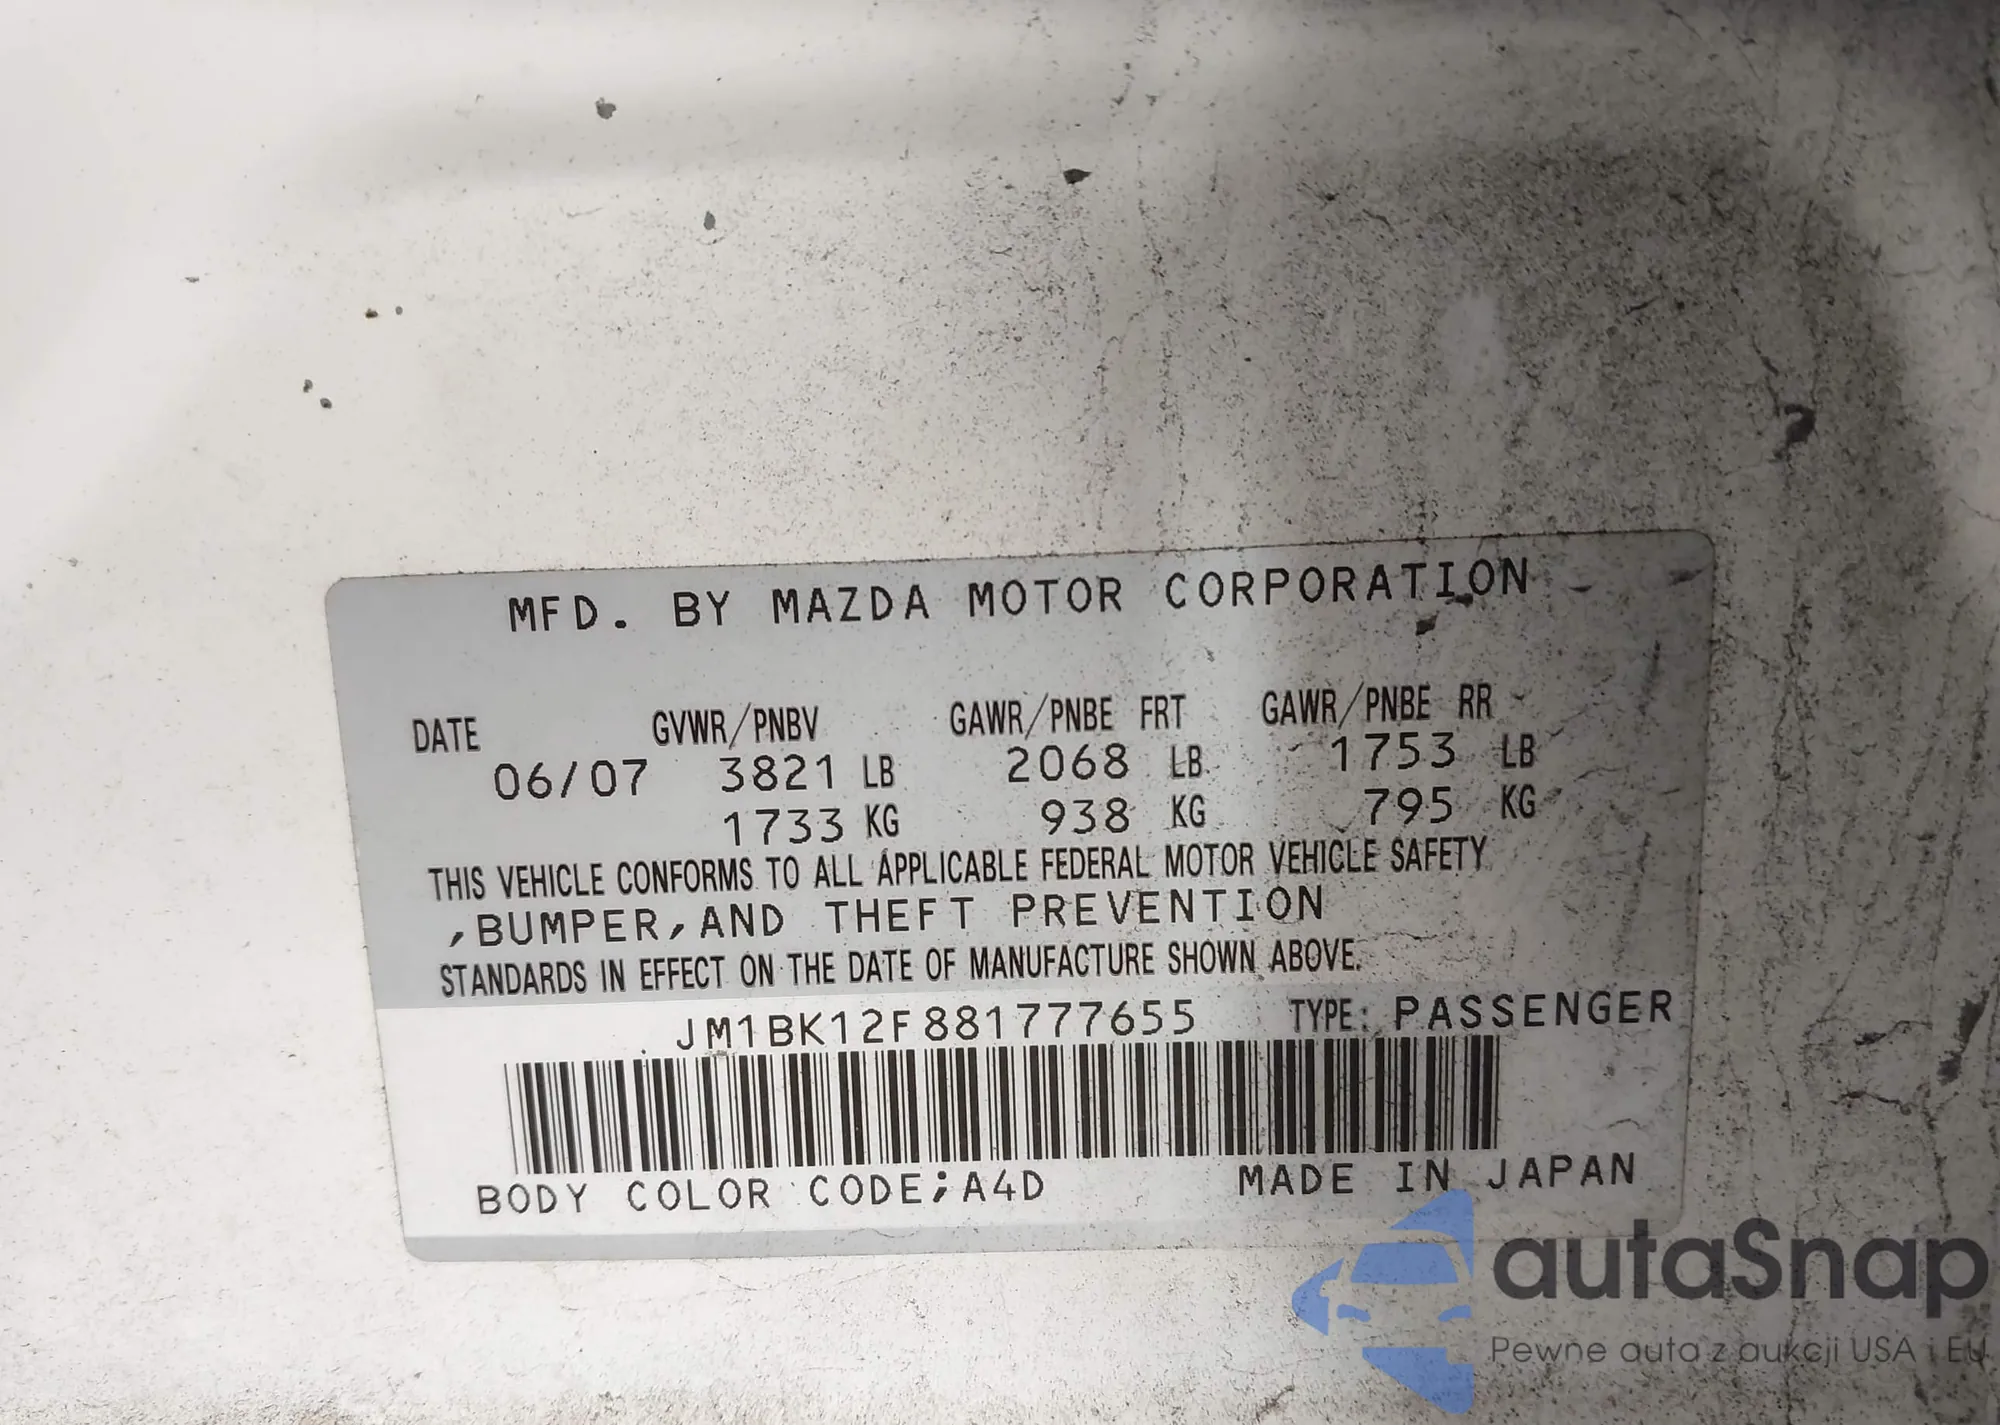 MFD. BY MAZDA MOTOR CORPORATION
DATE GVWR/PNBV GAWR/PNBE FRT GAWR/PNBE RR
06/07 3821 LB 2068 LB 1753 LB
1733 KG 938 KG 795 KG
THIS VEHICLE CONFORMS TO ALL APPLICABLE FEDERAL MOTOR VEHICLE SAFETY
,BUMPER,AND THEFT PREVENTION
STANDARDS IN EFFECT ON THE DATE OF MANUFACTURE SHOWN ABOVE.
JM1BK12F881777655 TYPE: PASSENGER
BODY COLOR CODE;A4D MADE IN JAPAN
autaSnap
Pewne auta z aukcji USA i EU